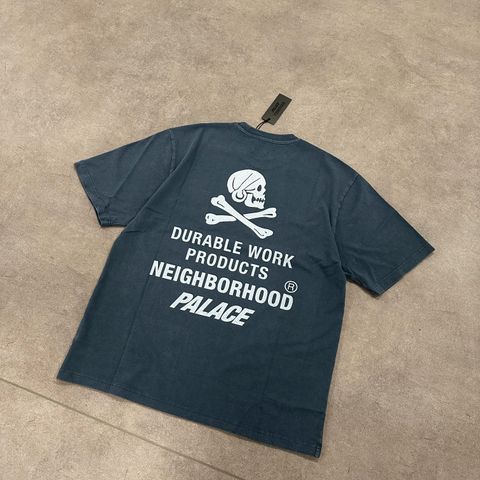 DURABLE WORK
PRODUCTS
NEIGHBORHOOD ®
PALACE